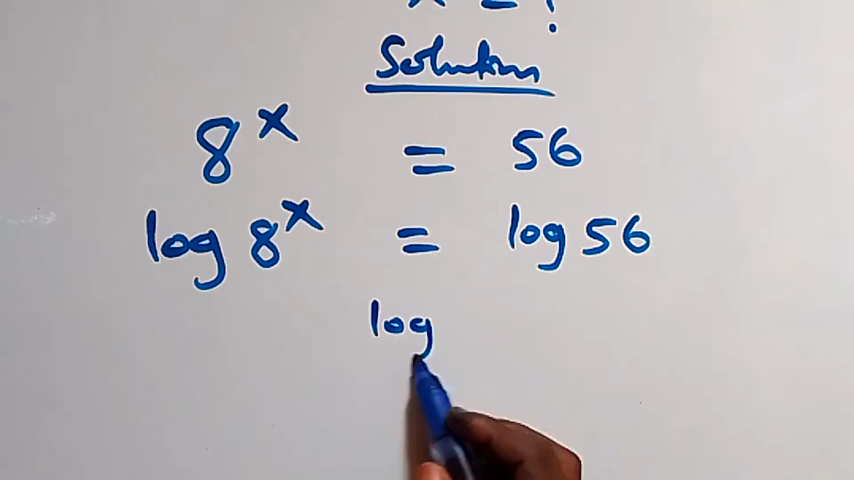 x = ?
Solution
8^x = 56
log 8^x = log 56
log